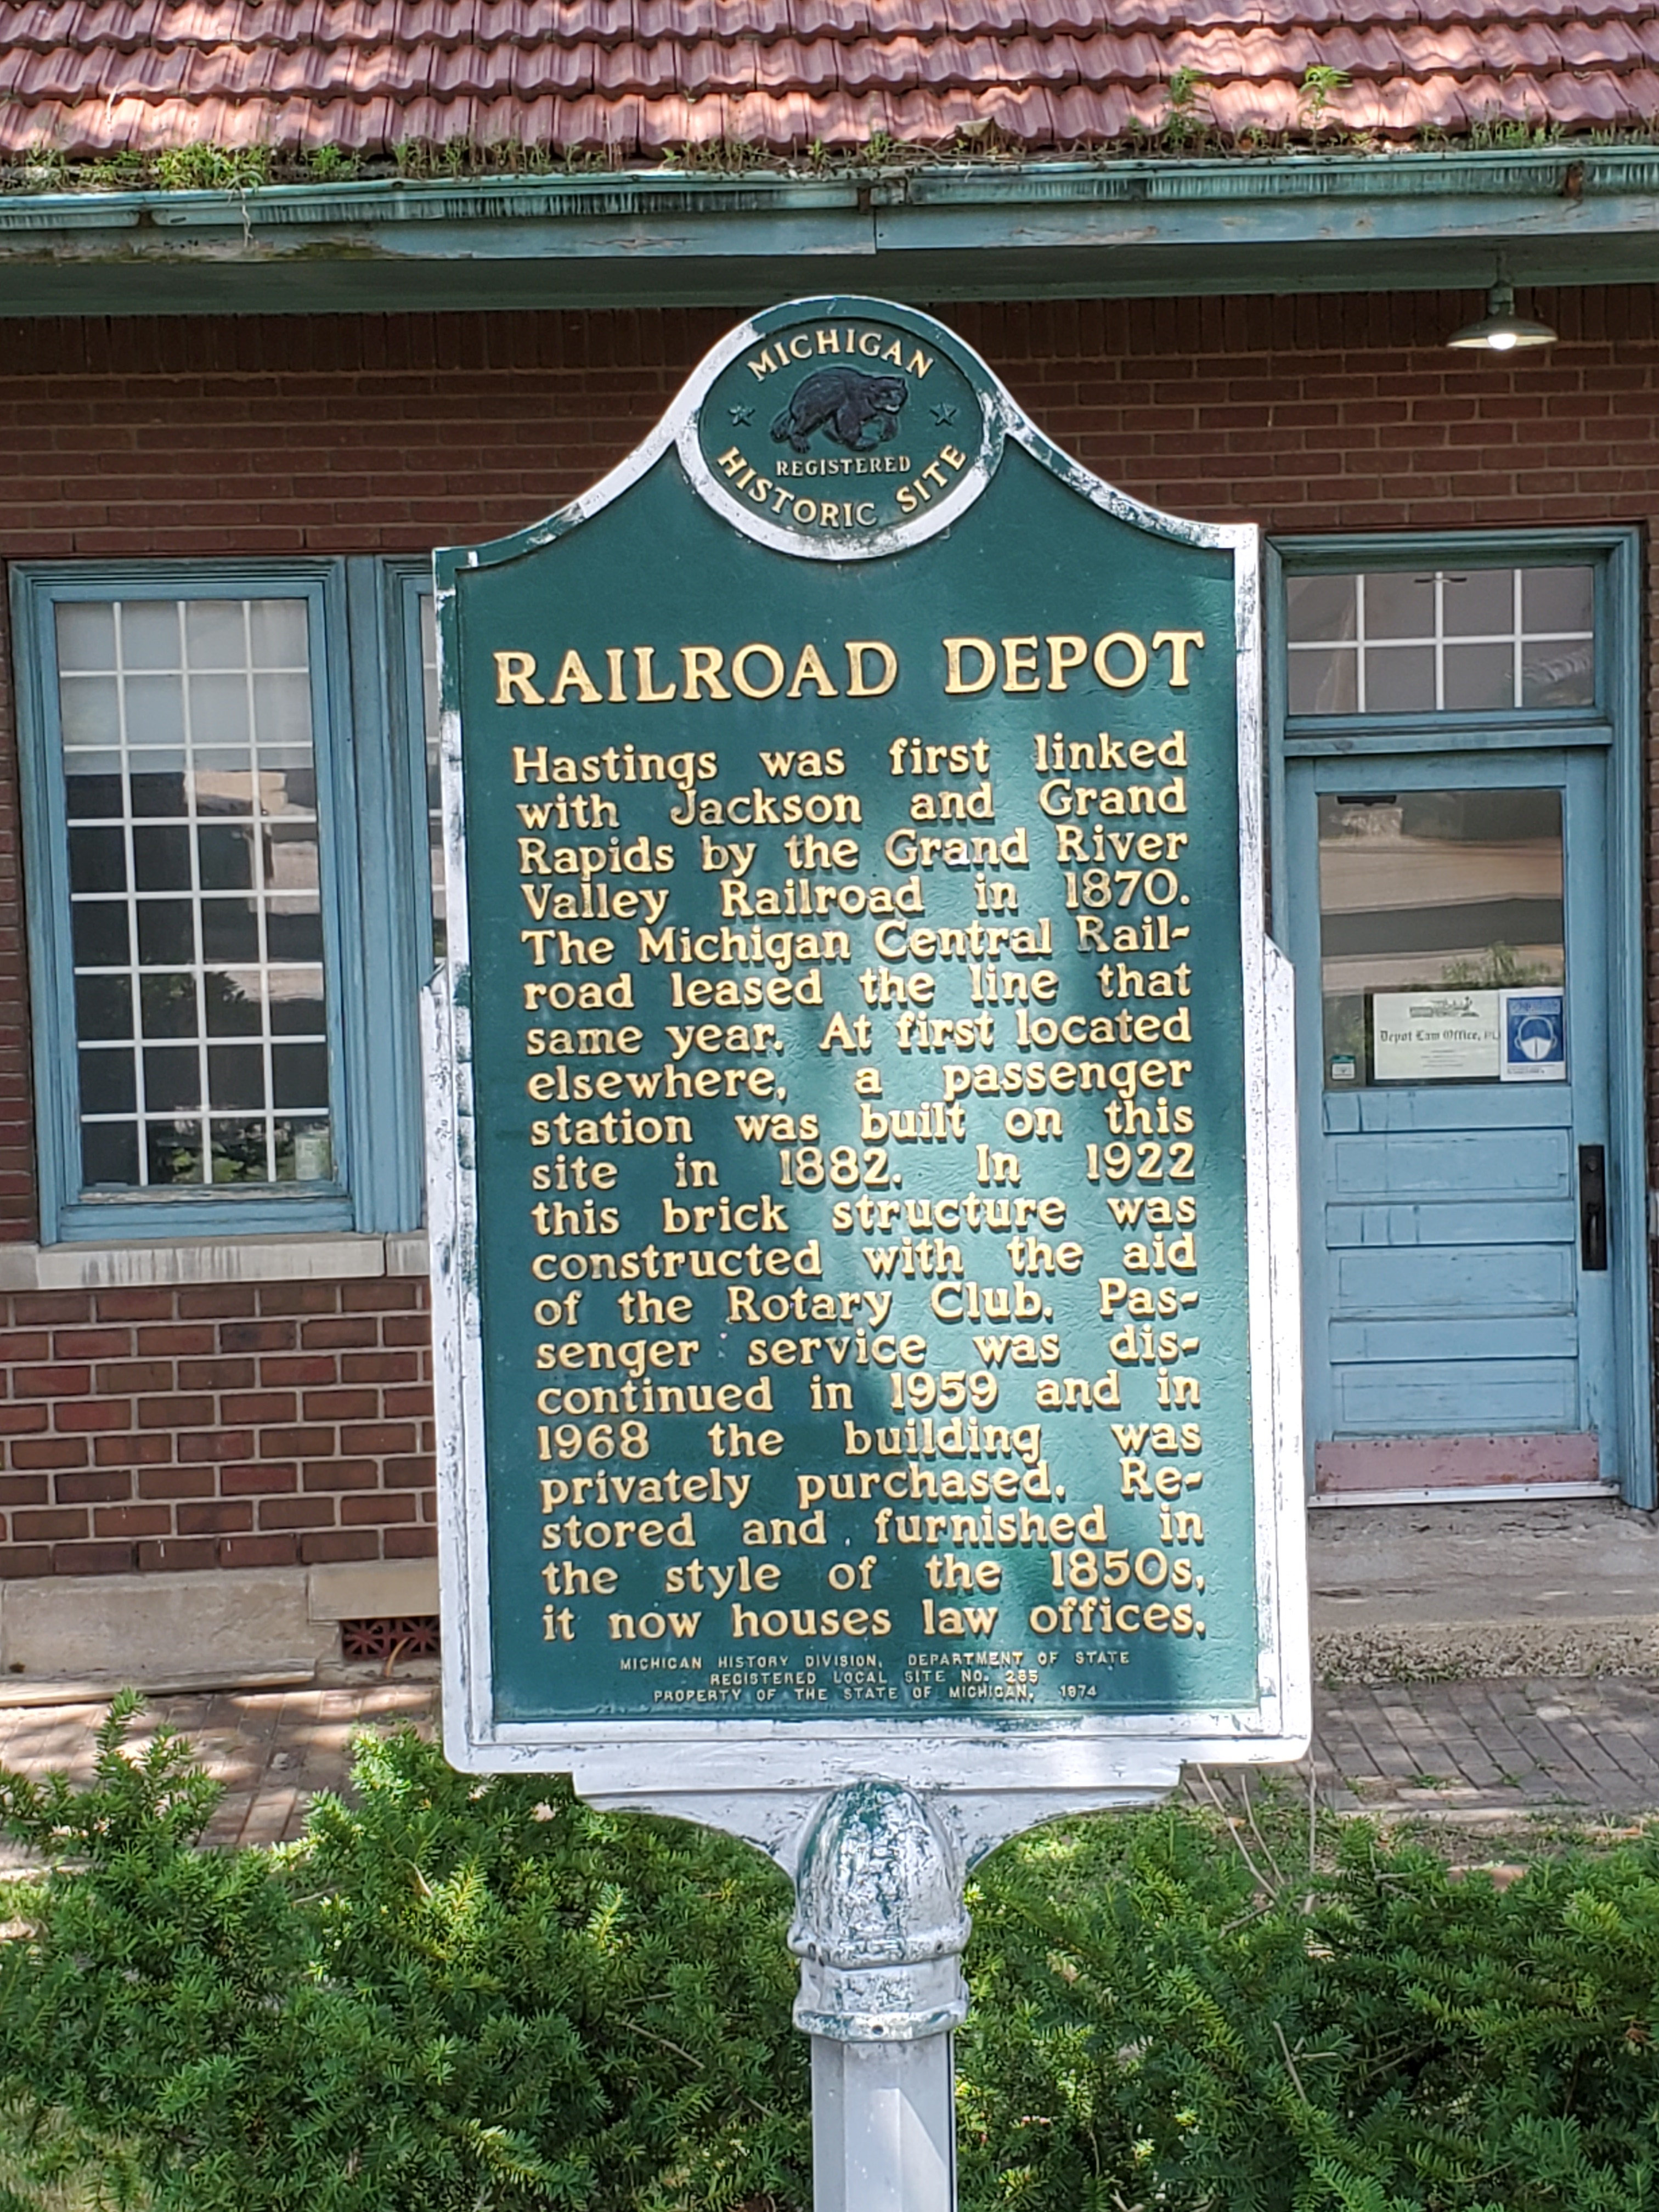 MICHIGAN
REGISTERED
HISTORIC SITE
RAILROAD DEPOT
Hastings was first linked
with Jackson and Grand
Rapids by the Grand River
Valley Railroad in 1870.
The Michigan Central Rail-
road leased the line that
same year. At first located
elsewhere, a passenger
station was built on this
site in 1882. In 1922
this brick structure was
constructed with the aid
of the Rotary Club. Pas-
senger service was dis-
continued in 1959 and in
1968 the building was
privately purchased. Re-
stored and furnished in
the style of the 1850s,
it now houses law offices.
MICHIGAN HISTORY DIVISION, DEPARTMENT OF STATE
REGISTERED LOCAL SITE NO. 285
PROPERTY OF THE STATE OF MICHIGAN, 1974
Depot Law Office,